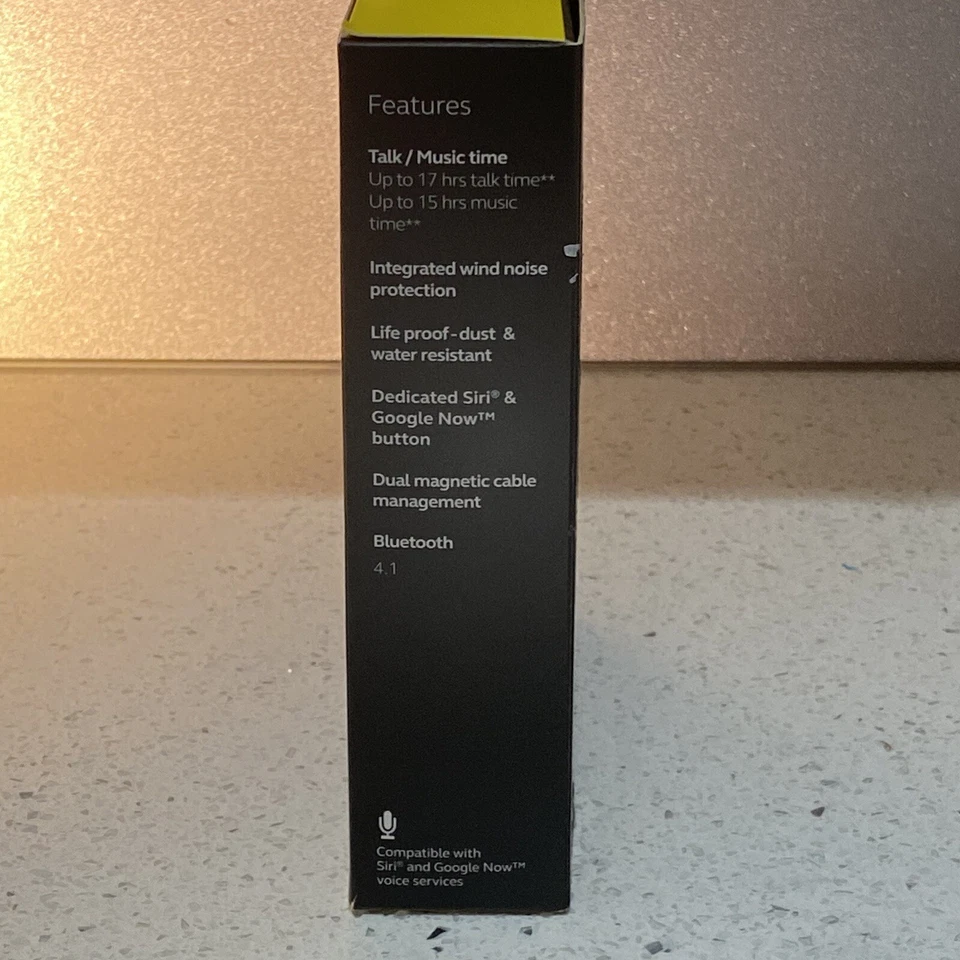 Features
Talk / Music time
Up to 17 hrs talk time**
Up to 15 hrs music
time**
Integrated wind noise
protection
Life proof-dust &
water resistant
Dedicated Siri® &
Google Now™
button
Dual magnetic cable
management
Bluetooth
4.1
Compatible with
Siri® and Google Now™
voice services